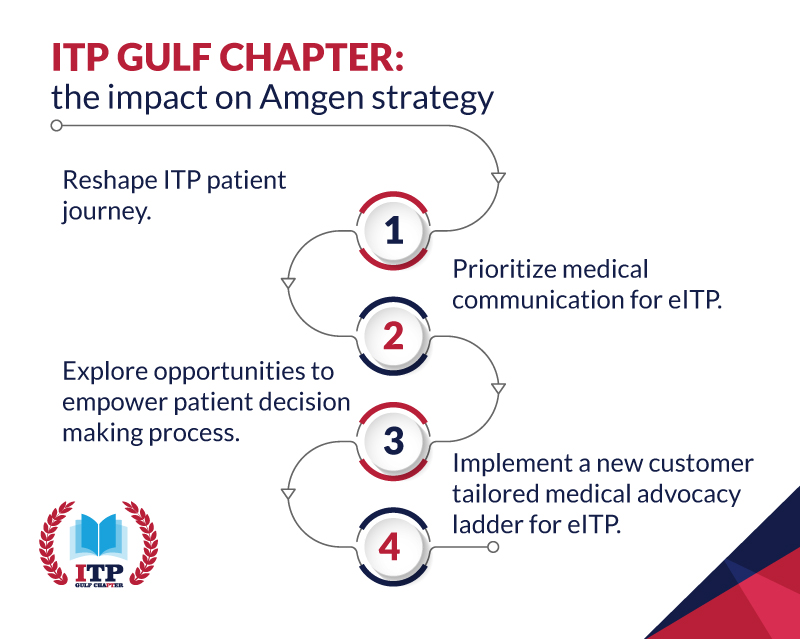 ITP GULF CHAPTER:
the impact on Amgen strategy
Reshape ITP patient
journey.
1
Prioritize medical
communication for eITP.
2
Explore opportunities to
empower patient decision
making process.
3
Implement a new customer
tailored medical advocacy
ladder for eITP.
4
ITP
GULF CHAPTER